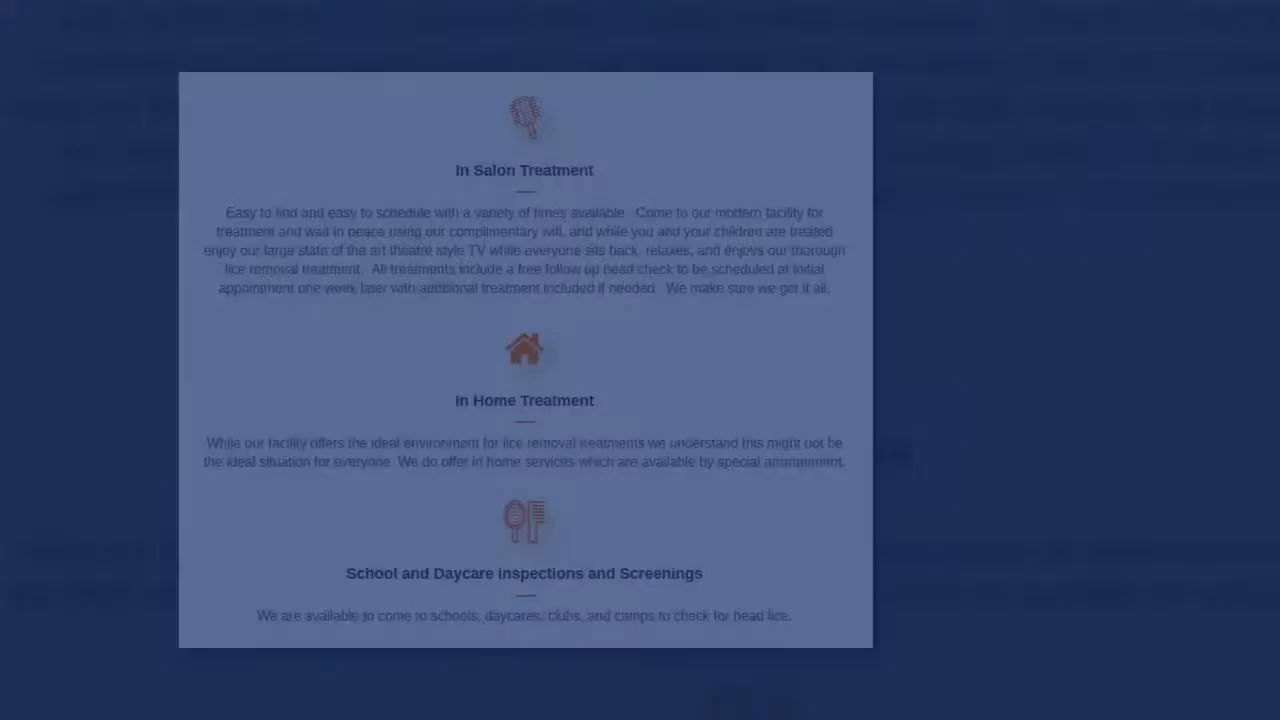 In Salon Treatment
Easy to find and easy to schedule with a variety of times available. Come to our modern facility for
treatment and wait in peace using our complimentary wifi, and while you and your children are treated
enjoy our large state of the art theatre style TV while everyone sits back, relaxes, and enjoys our thorough
lice removal treatment. All treatments include a free follow up head check to be scheduled at initial
appointment one week later with additional treatment included if needed. We make sure we get it all.
In Home Treatment
While our facility offers the ideal environment for lice removal treatments we understand this might not be
the ideal situation for everyone. We do offer in home services which are available by special arrangement.
School and Daycare Inspections and Screenings
We are available to come to schools, daycares, clubs, and camps to check for head lice.